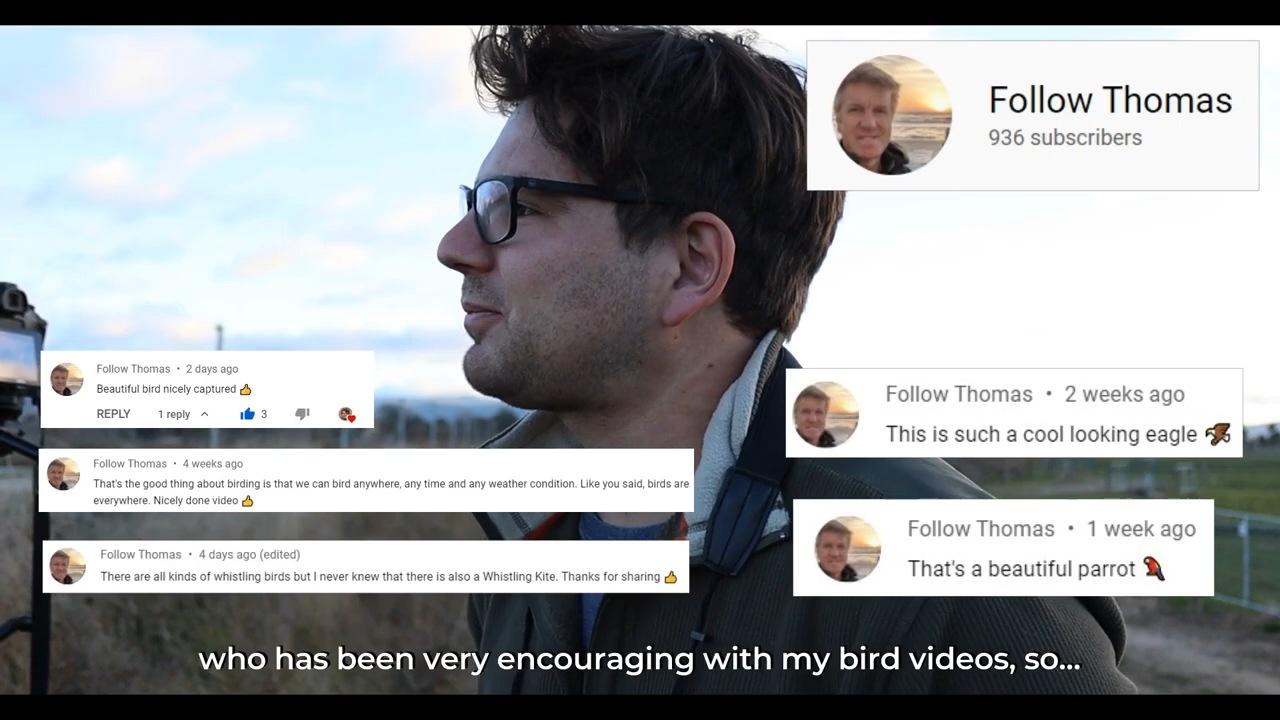 Follow Thomas
936 subscribers
Follow Thomas • 2 days ago
Beautiful bird nicely captured 👍
REPLY 1 reply 3
Follow Thomas • 4 weeks ago
That's the good thing about birding is that we can bird anywhere, any time and any weather condition. Like you said, birds are
everywhere. Nicely done video 👍
Follow Thomas • 4 days ago (edited)
There are all kinds of whistling birds but I never knew that there is also a Whistling Kite. Thanks for sharing 👍
Follow Thomas • 2 weeks ago
This is such a cool looking eagle 🦅
Follow Thomas • 1 week ago
That's a beautiful parrot 🦜
who has been very encouraging with my bird videos, so...